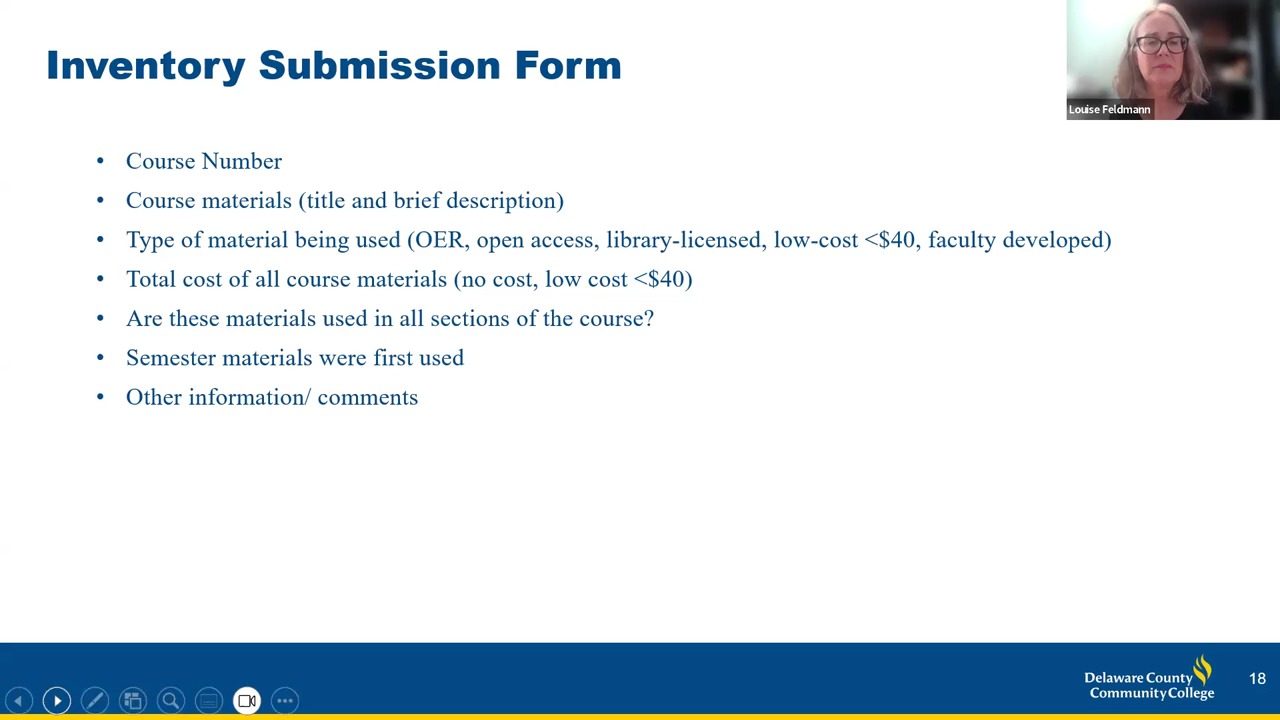 Inventory Submission Form
Louise Feldmann
• Course Number
• Course materials (title and brief description)
• Type of material being used (OER, open access, library-licensed, low-cost <$40, faculty developed)
• Total cost of all course materials (no cost, low cost <$40)
• Are these materials used in all sections of the course?
• Semester materials were first used
• Other information/ comments
Delaware County
Community College
18